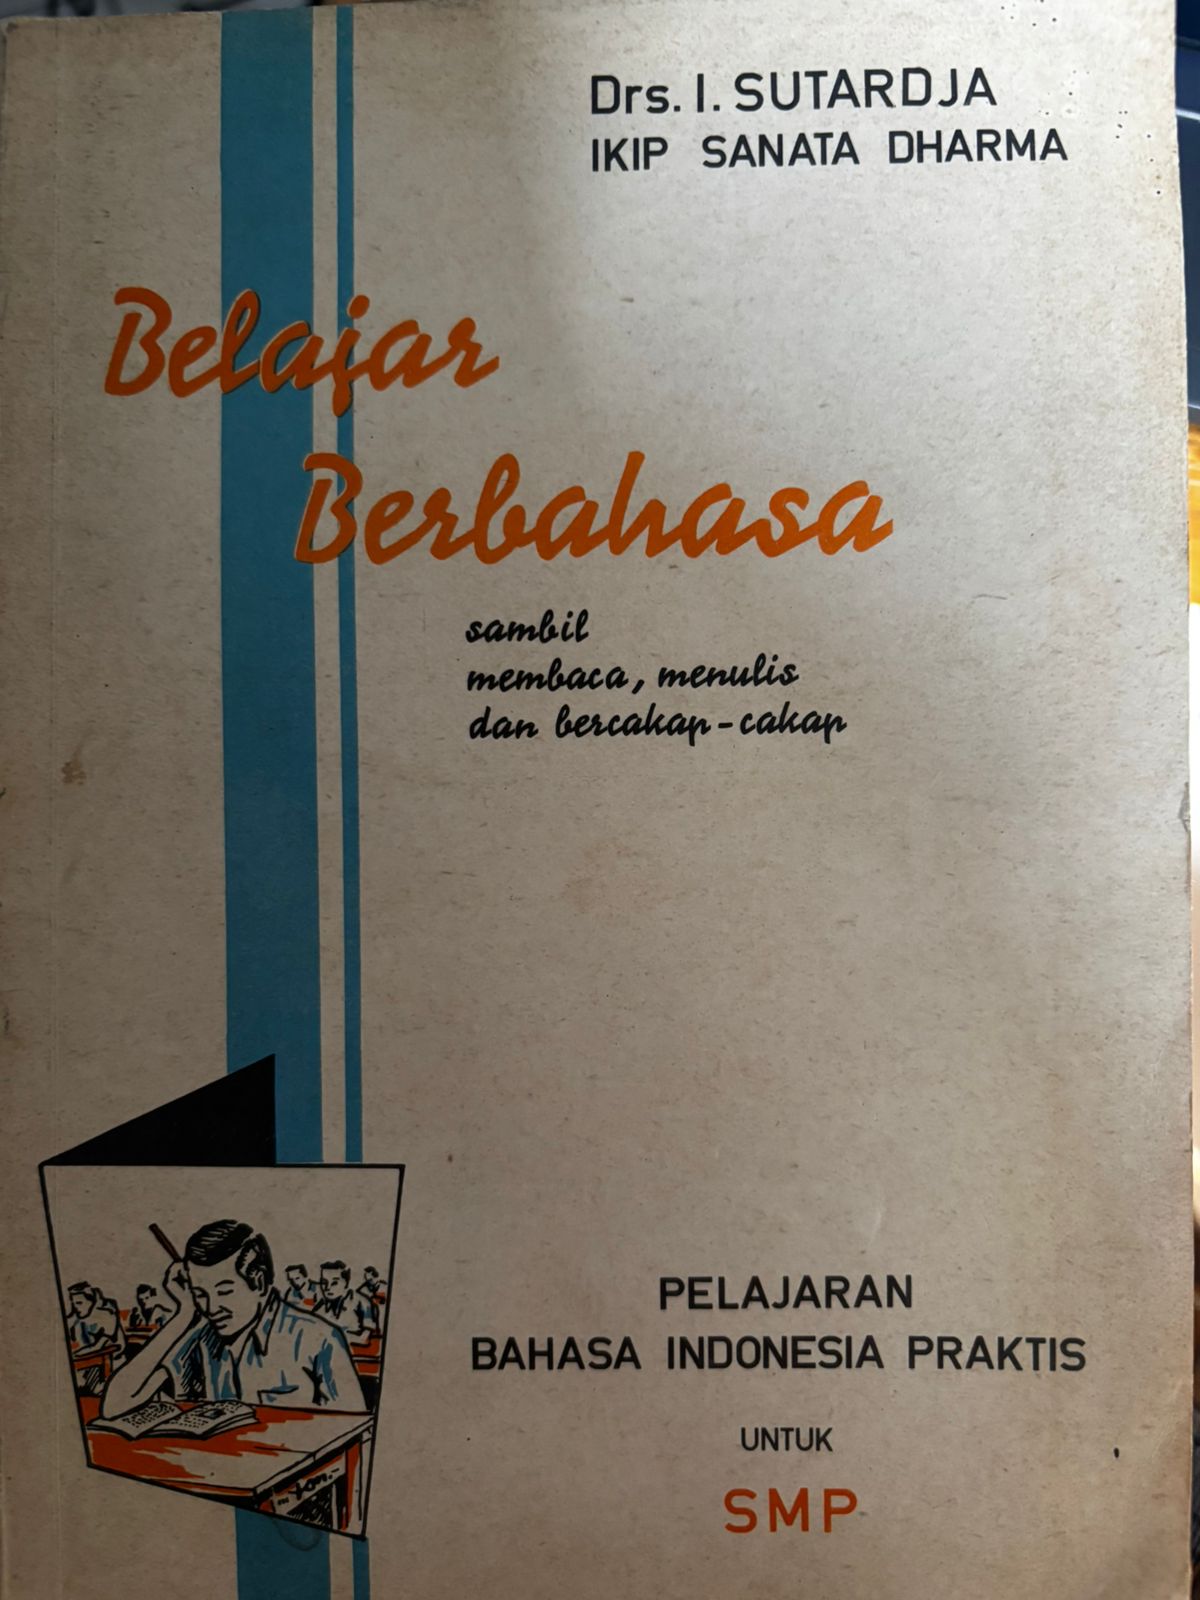 Drs. I. SUTARDJA
IKIP SANATA DHARMA
Belajar
Berbahasa
sambil
membaca, menulis
dan bercakap-cakap
PELAJARAN
BAHASA INDONESIA PRAKTIS
UNTUK
SMP